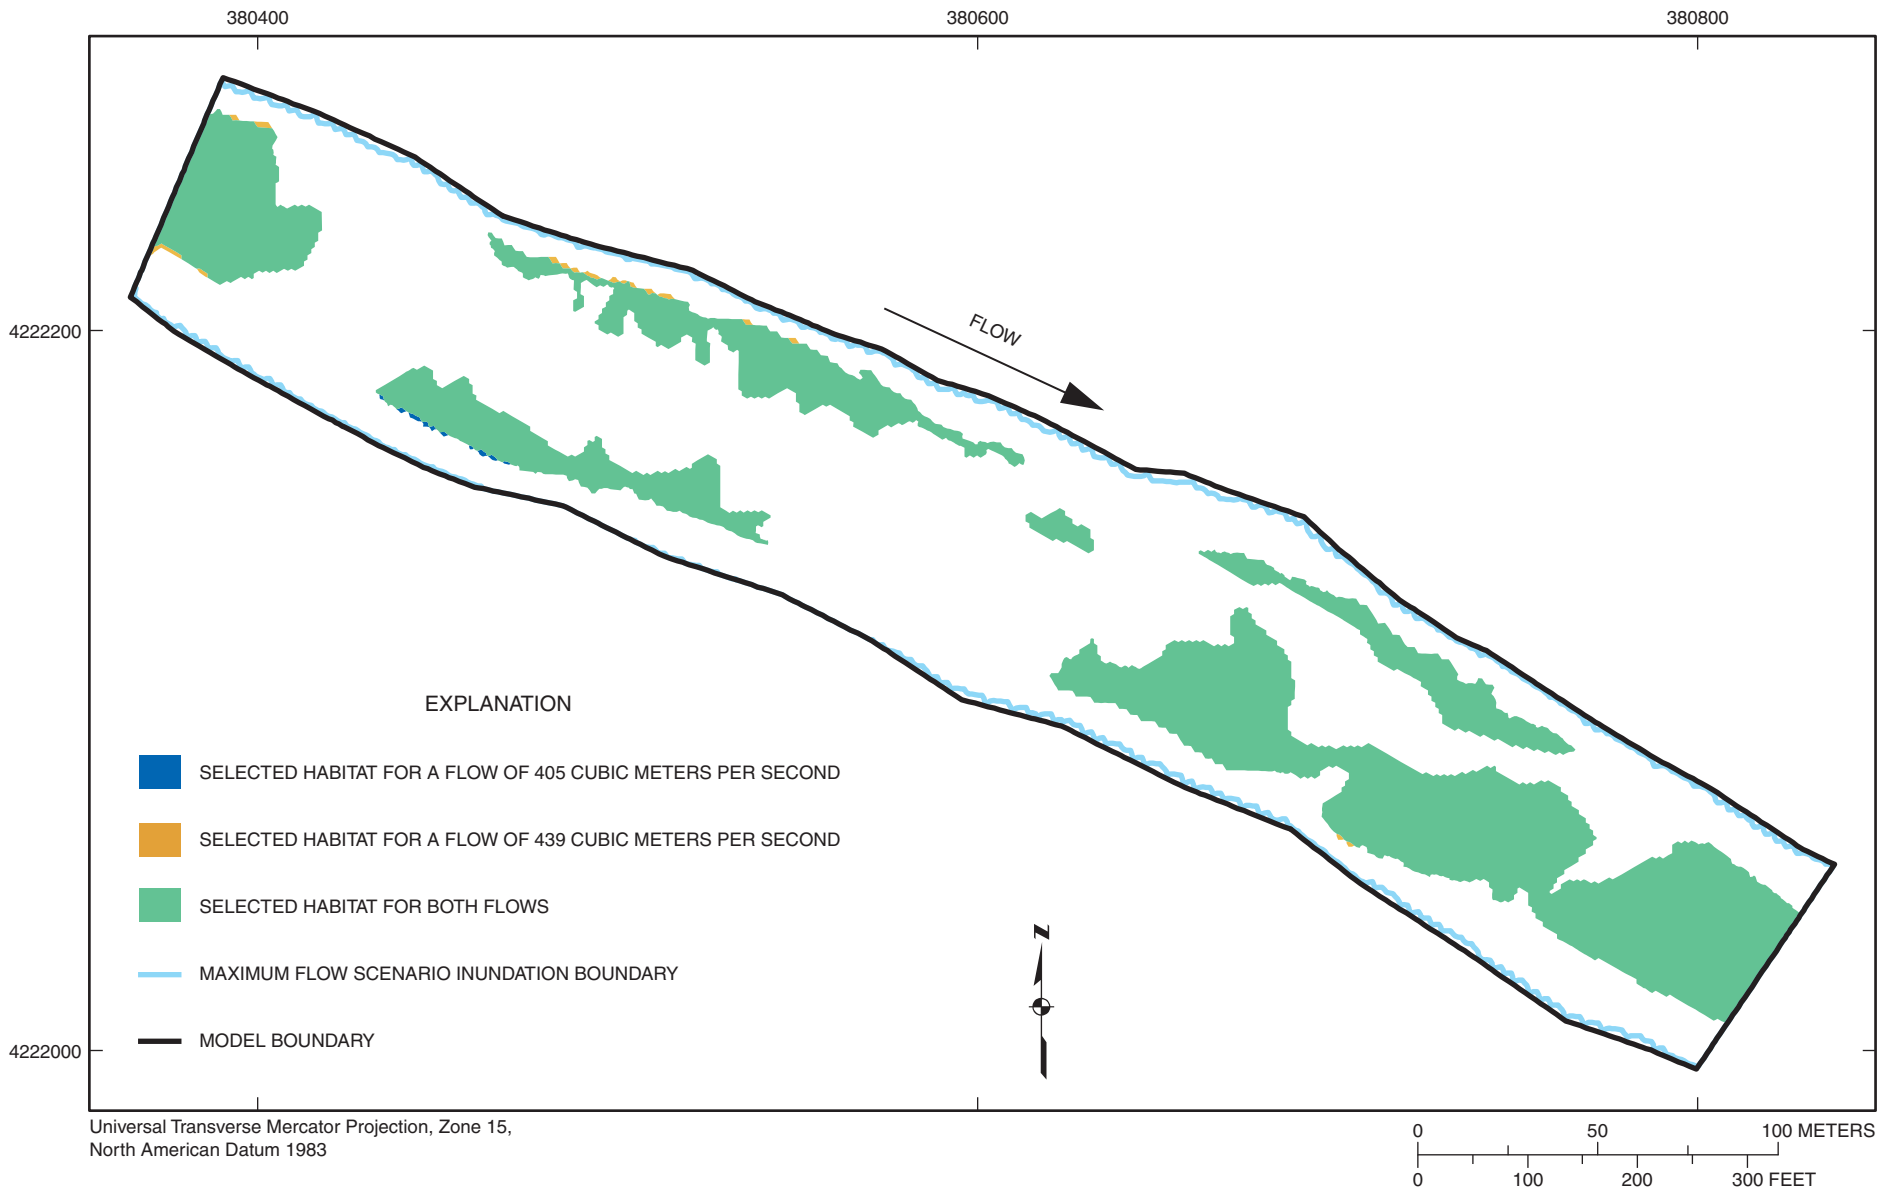 380400
380600
380800
4222200
FLOW
EXPLANATION
SELECTED HABITAT FOR A FLOW OF 405 CUBIC METERS PER SECOND
SELECTED HABITAT FOR A FLOW OF 439 CUBIC METERS PER SECOND
SELECTED HABITAT FOR BOTH FLOWS
MAXIMUM FLOW SCENARIO INUNDATION BOUNDARY
MODEL BOUNDARY
N
4222000
Universal Transverse Mercator Projection, Zone 15,
North American Datum 1983
0 50 100 METERS
0 100 200 300 FEET